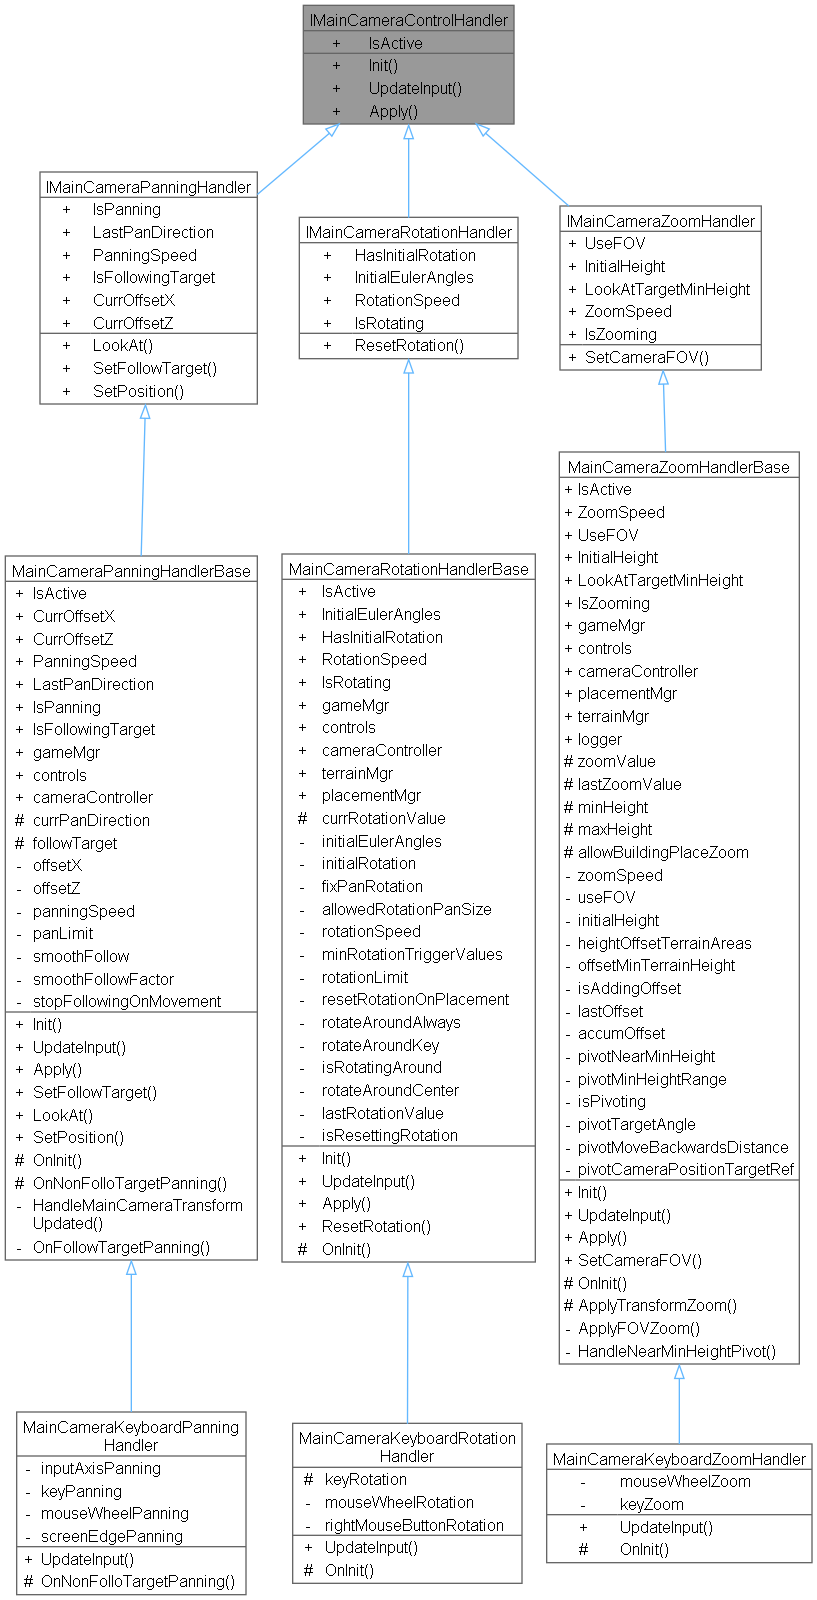 IMainCameraControlHandler
+ IsActive
+ Init()
+ UpdateInput()
+ Apply()
IMainCameraPanningHandler
+ IsPanning
+ LastPanDirection
+ PanningSpeed
+ IsFollowingTarget
+ CurrOffsetX
+ CurrOffsetZ
+ LookAt()
+ SetFollowTarget()
+ SetPosition()
IMainCameraRotationHandler
+ HasInitialRotation
+ InitialEulerAngles
+ RotationSpeed
+ IsRotating
+ ResetRotation()
IMainCameraZoomHandler
+ UseFOV
+ InitialHeight
+ LookAtTargetMinHeight
+ ZoomSpeed
+ IsZooming
+ SetCameraFOV()
MainCameraPanningHandlerBase
+ IsActive
+ CurrOffsetX
+ CurrOffsetZ
+ PanningSpeed
+ LastPanDirection
+ IsPanning
+ IsFollowingTarget
+ gameMgr
+ controls
+ cameraController
# currPanDirection
# followTarget
- offsetX
- offsetZ
- panningSpeed
- panLimit
- smoothFollow
- smoothFollowFactor
- stopFollowingOnMovement
+ Init()
+ UpdateInput()
+ Apply()
+ SetFollowTarget()
+ LookAt()
+ SetPosition()
# OnInit()
# OnNonFolloTargetPanning()
- HandleMainCameraTransform
Updated()
- OnFollowTargetPanning()
MainCameraRotationHandlerBase
+ IsActive
+ InitialEulerAngles
+ HasInitialRotation
+ RotationSpeed
+ IsRotating
+ gameMgr
+ controls
+ cameraController
+ terrainMgr
+ placementMgr
# currRotationValue
- initialEulerAngles
- initialRotation
- fixPanRotation
- allowedRotationPanSize
- rotationSpeed
- minRotationTriggerValues
- rotationLimit
- resetRotationOnPlacement
- rotateAroundAlways
- rotateAroundKey
- isRotatingAround
- rotateAroundCenter
- lastRotationValue
- isResettingRotation
+ Init()
+ UpdateInput()
+ Apply()
+ ResetRotation()
# OnInit()
MainCameraZoomHandlerBase
+ IsActive
+ ZoomSpeed
+ UseFOV
+ InitialHeight
+ LookAtTargetMinHeight
+ IsZooming
+ gameMgr
+ controls
+ cameraController
+ placementMgr
+ terrainMgr
+ logger
# zoomValue
# lastZoomValue
# minHeight
# maxHeight
# allowBuildingPlaceZoom
- zoomSpeed
- useFOV
- initialHeight
- heightOffsetTerrainAreas
- offsetMinTerrainHeight
- isAddingOffset
- lastOffset
- accumOffset
- pivotNearMinHeight
- pivotMinHeightRange
- isPivoting
- pivotTargetAngle
- pivotMoveBackwardsDistance
- pivotCameraPositionTargetRef
+ Init()
+ UpdateInput()
+ Apply()
+ SetCameraFOV()
# OnInit()
# ApplyTransformZoom()
- ApplyFOVZoom()
- HandleNearMinHeightPivot()
MainCameraKeyboardPanning
Handler
- inputAxisPanning
- keyPanning
- mouseWheelPanning
- screenEdgePanning
+ UpdateInput()
# OnNonFolloTargetPanning()
MainCameraKeyboardRotation
Handler
# keyRotation
- mouseWheelRotation
- rightMouseButtonRotation
+ UpdateInput()
# OnInit()
MainCameraKeyboardZoomHandler
- mouseWheelZoom
- keyZoom
+ UpdateInput()
# OnInit()